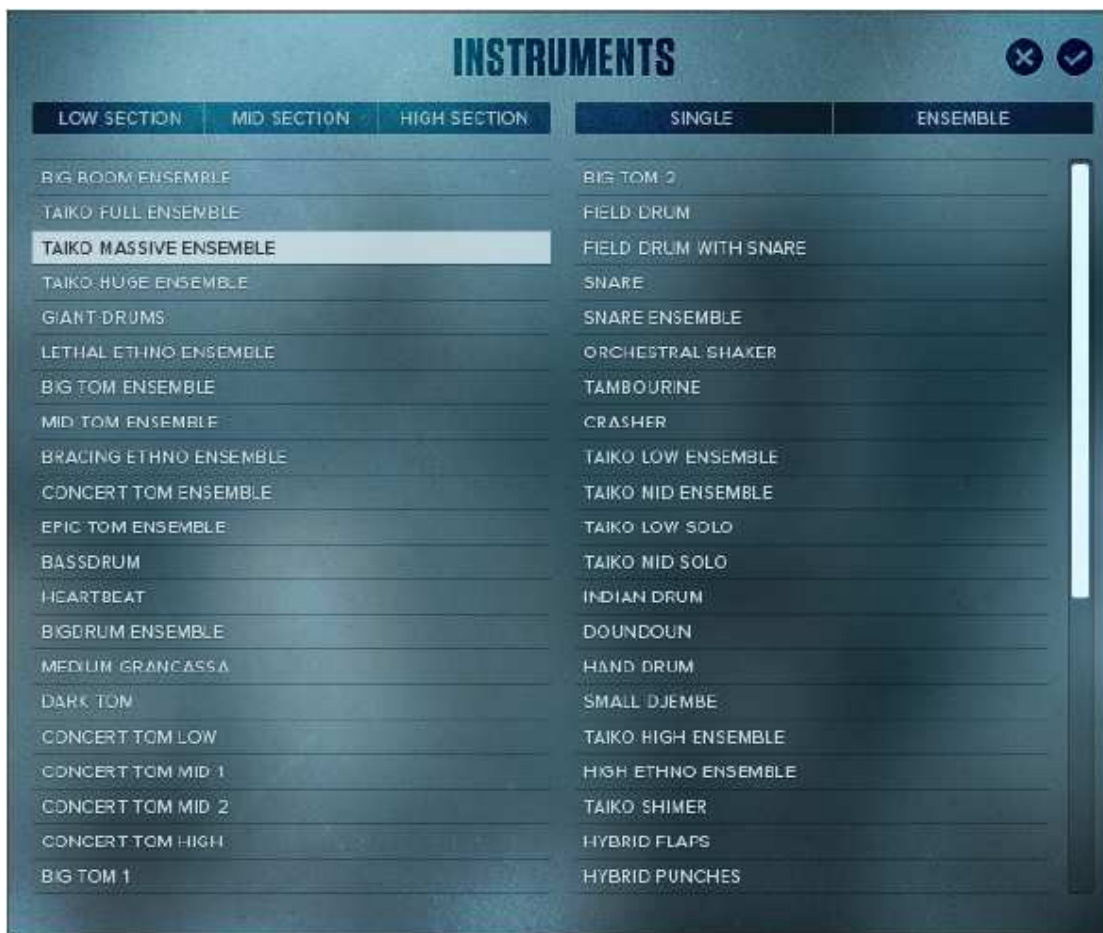 INSTRUMENTS
LOW SECTION MID SECTION HIGH SECTION SINGLE ENSEMBLE
BIG BOOM ENSEMBLE
TAIKO FULL ENSEMBLE
TAIKO MASSIVE ENSEMBLE
TAIKO HUGE ENSEMBLE
GIANT DRUMS
LETHAL ETHNO ENSEMBLE
BIG TOM ENSEMBLE
MID TOM ENSEMBLE
BRACING ETHNO ENSEMBLE
CONCERT TOM ENSEMBLE
EPIC TOM ENSEMBLE
BASSDRUM
HEARTBEAT
BIGDRUM ENSEMBLE
MEDIUM GRANCASSA
DARK TOM
CONCERT TOM LOW
CONCERT TOM MID 1
CONCERT TOM MID 2
CONCERT TOM HIGH
BIG TOM 1
BIG TOM 2
FIELD DRUM
FIELD DRUM WITH SNARE
SNARE
SNARE ENSEMBLE
ORCHESTRAL SHAKER
TAMBOURINE
CRASHER
TAIKO LOW ENSEMBLE
TAIKO NID ENSEMBLE
TAIKO LOW SOLO
TAIKO NID SOLO
INDIAN DRUM
DOUNDOUN
HAND DRUM
SMALL DJEMBE
TAIKO HIGH ENSEMBLE
HIGH ETHNO ENSEMBLE
TAIKO SHIMER
HYBRID FLAPS
HYBRID PUNCHES